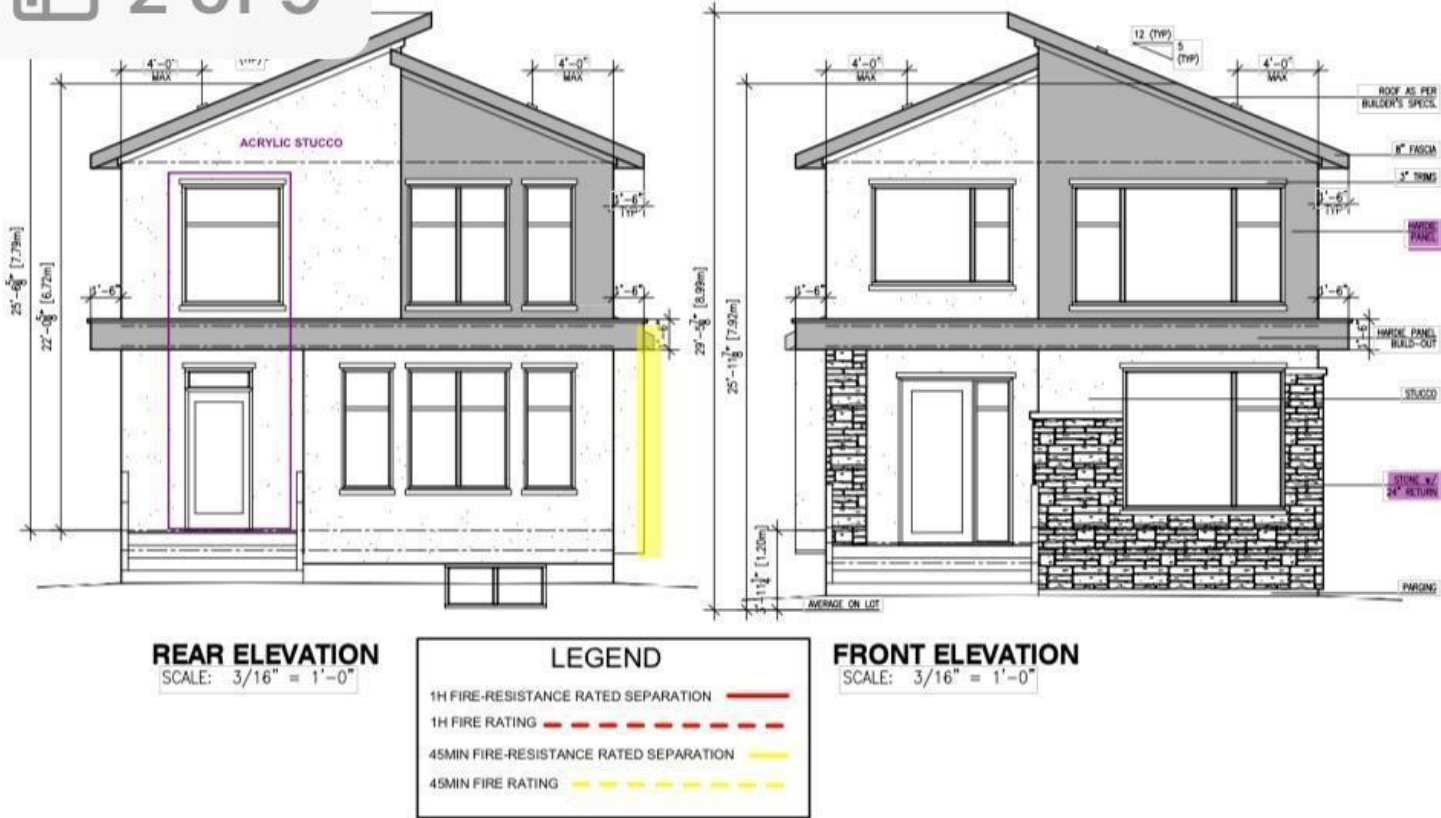 2 of 5
4'-0"
MAX
(TYP)
4'-0"
MAX
ACRYLIC STUCCO
1'-6"
TYP
25'-6⅝" [7.79m]
22'-0⅝" [6.72m]
1'-6"
1'-6"
1'-6"
REAR ELEVATION
SCALE: 3/16" = 1'-0"
4'-0"
MAX
12 (TYP)
5
(TYP)
4'-0"
MAX
ROOF AS PER
BUILDER'S SPECS.
8" FASCIA
3" TRIMS
1'-6"
TYP
HARDIE
PANEL
29'-5⅞" [8.99m]
25'-11⅞" [7.92m]
1'-6"
1'-6"
1'-6"
HARDIE PANEL
BUILD-OUT
STUCCO
STONE W/
24" RETURN
3'-11¼" [1.20m]
AVERAGE ON LOT
PARGING
FRONT ELEVATION
SCALE: 3/16" = 1'-0"
LEGEND
1H FIRE-RESISTANCE RATED SEPARATION
1H FIRE RATING
45MIN FIRE-RESISTANCE RATED SEPARATION
45MIN FIRE RATING